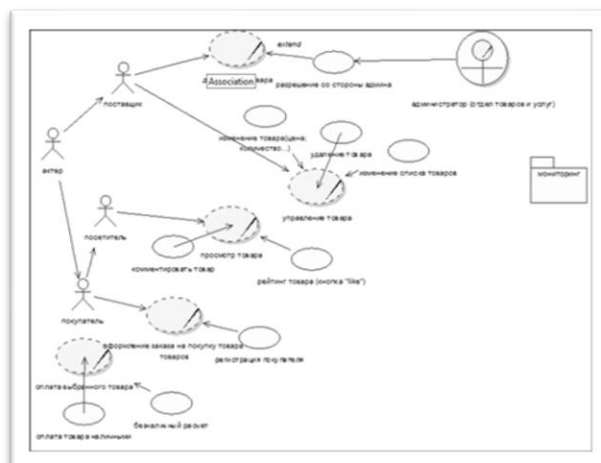 extend
Association
разрешение со стороны админа
поставщик
администратор (отдел товаров и услуг)
изменение товара(цена;
количество...)
удаление товара
актер
изменение списка товаров
мониторинг
управление товара
посетитель
просмотр товара
комментировать товар
рейтинг товара (кнопка "like")
покупатель
оформление заказа на покупку товара
товаров
регистрация покупателя
оплата выбранного товара
безналичный расчет
оплата товара наличными